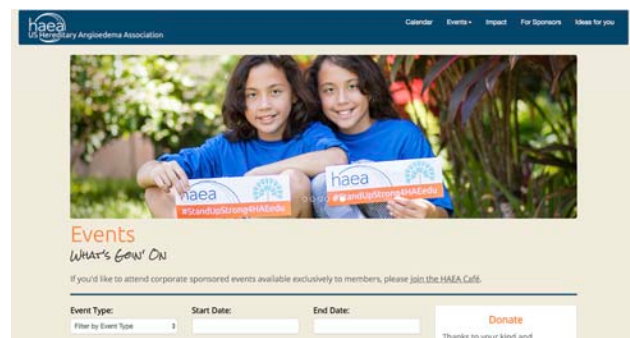 haea
US Hereditary Angioedema Association
Calendar Events Impact For Sponsors Ideas for you
haea
#StandUpStrong4HAEedu
haea
#StandUpStrong4HAEedu
Events
WHAT'S GOIN' ON
If you'd like to attend corporate sponsored events available exclusively to members, please join the HAEA Café.
Event Type: Start Date: End Date:
Filter by Event Type
Donate
Thanks to your kind and